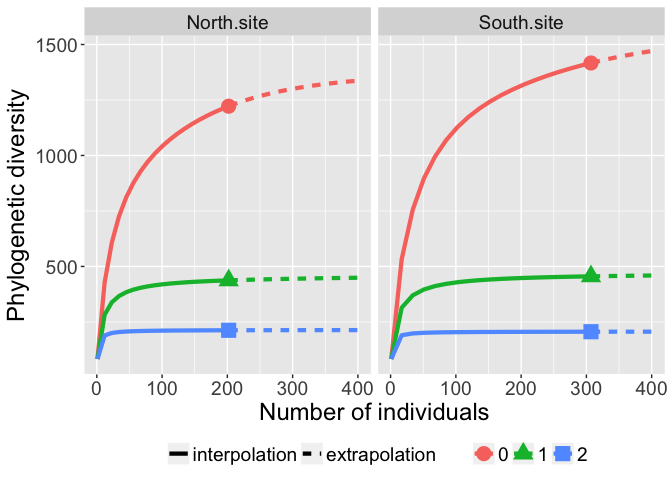 North.site South.site
Phylogenetic diversity
1500
1000
500
0 100 200 300 400 0 100 200 300 400
Number of individuals
interpolation extrapolation 0 1 2